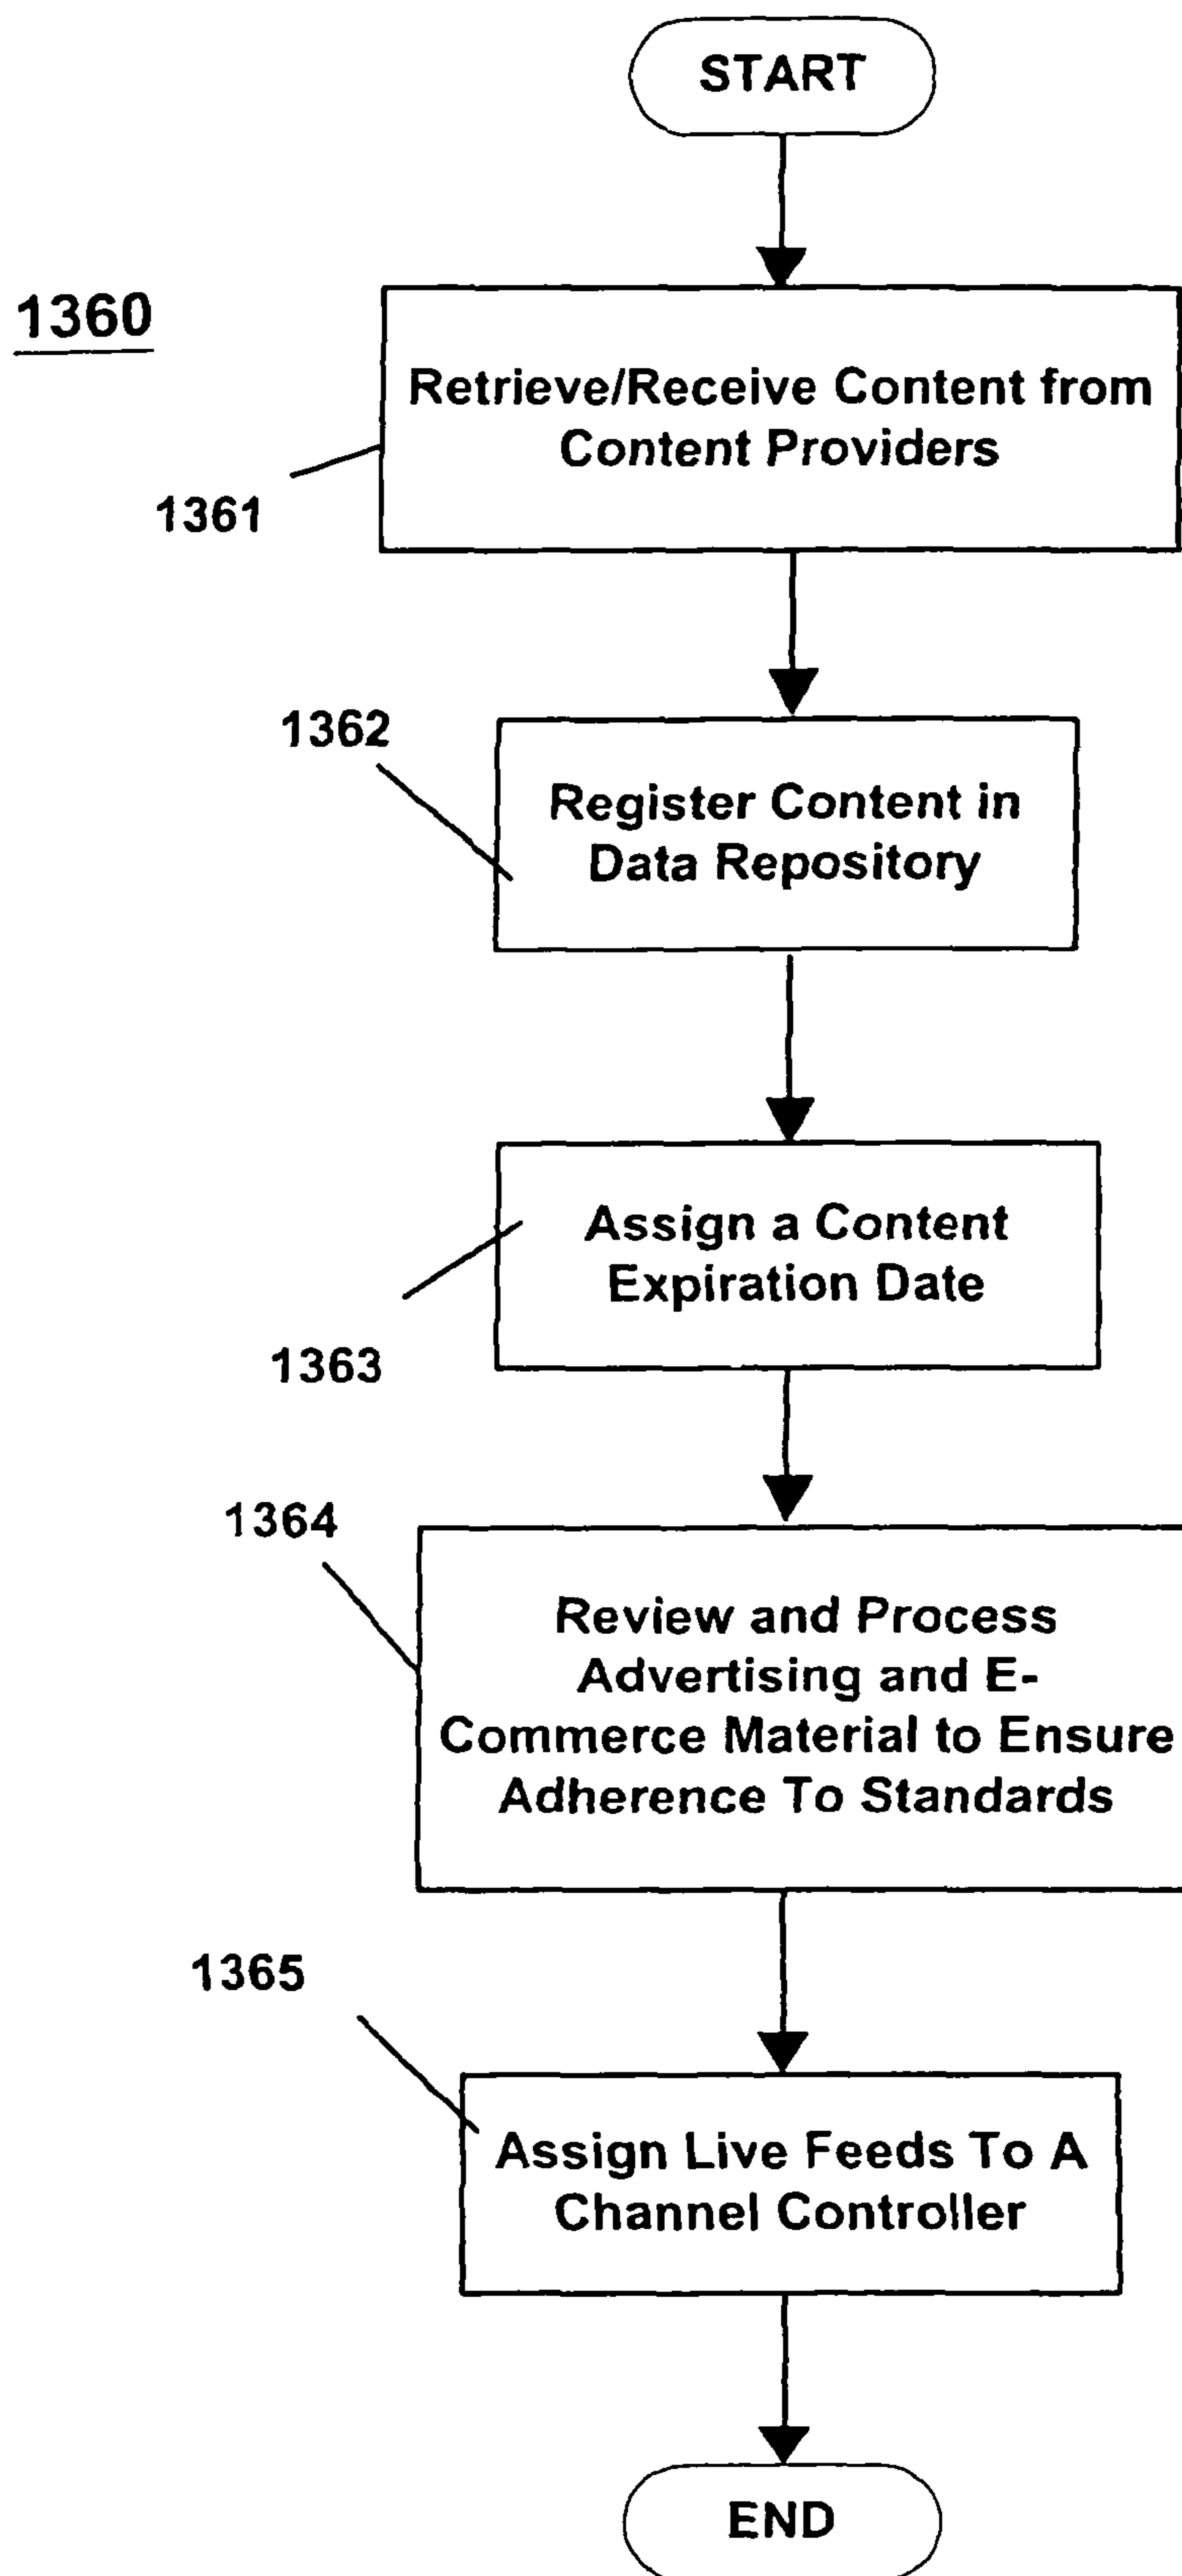 START
1360
Retrieve/Receive Content from
Content Providers
1361
1362
Register Content in
Data Repository
Assign a Content
Expiration Date
1363
1364
Review and Process
Advertising and E-
Commerce Material to Ensure
Adherence To Standards
1365
Assign Live Feeds To A
Channel Controller
END